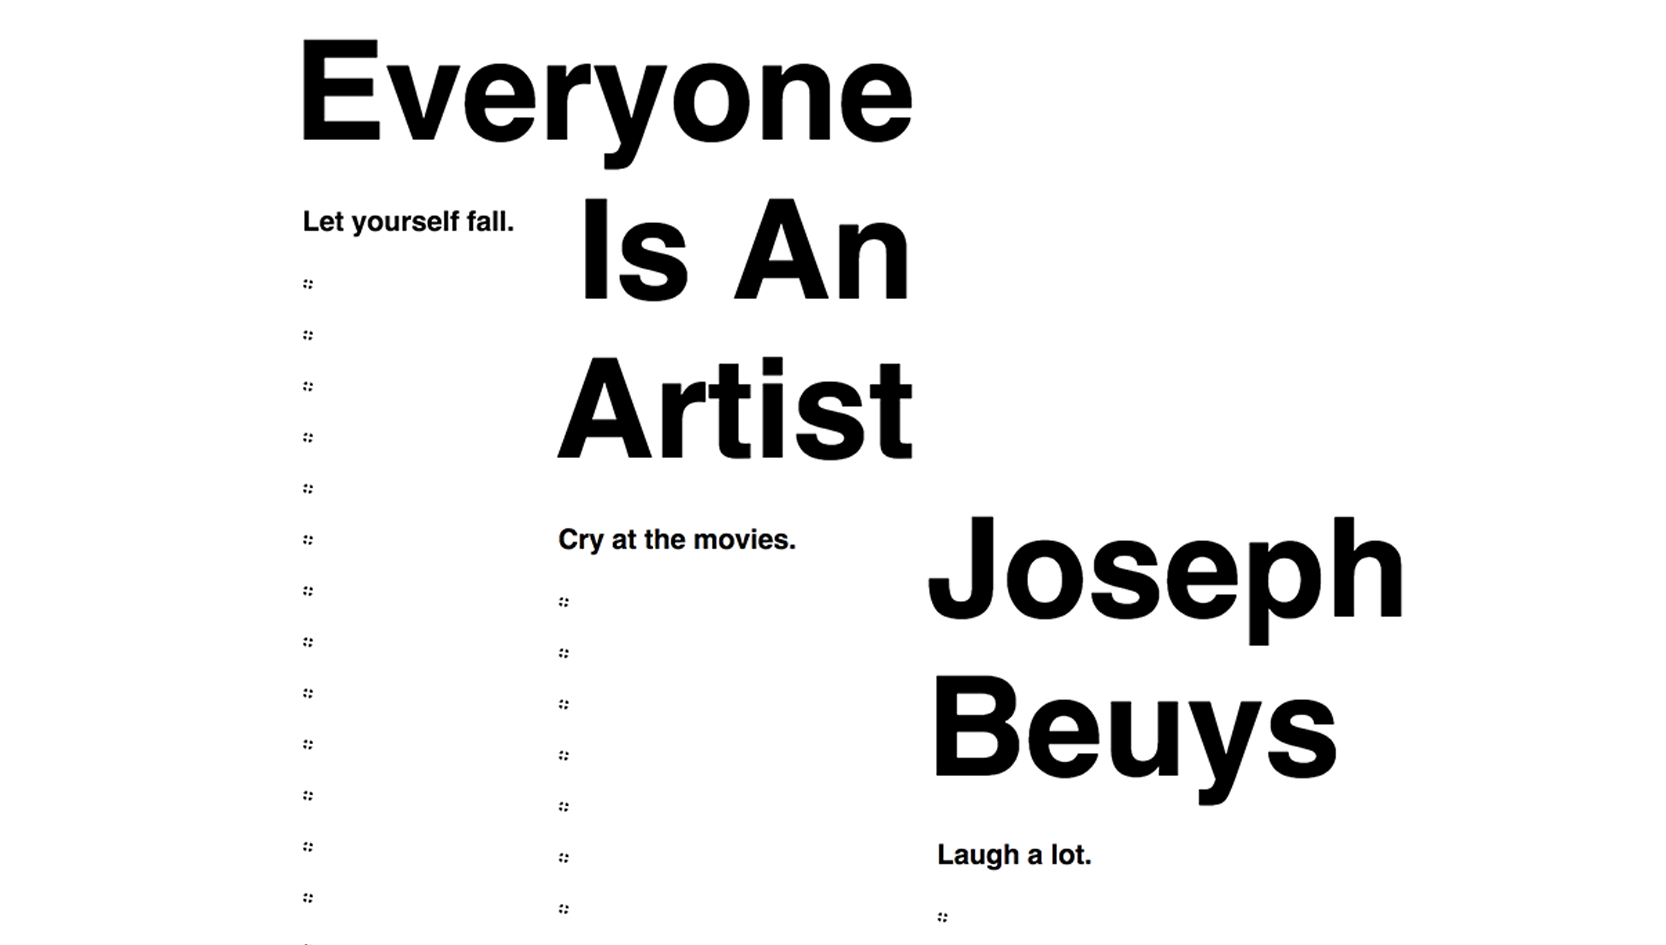 Everyone
Let yourself fall.
Is An
Artist
Cry at the movies.
Joseph
Beuys
Laugh a lot.